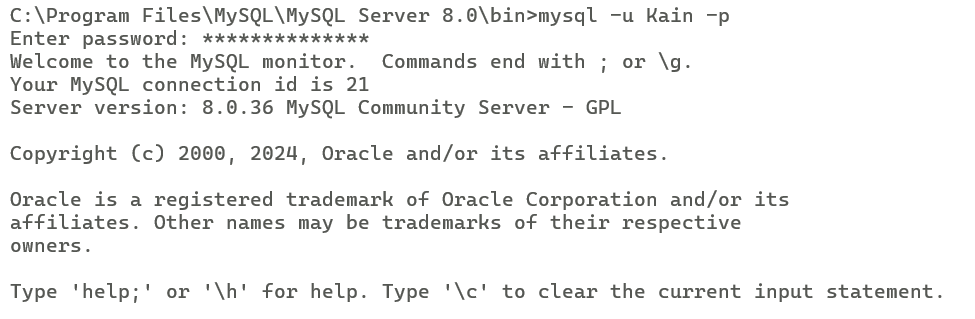 C:\Program Files\MySQL\MySQL Server 8.0\bin>mysql -u Kain -p
Enter password: **************
Welcome to the MySQL monitor.  Commands end with ; or \g.
Your MySQL connection id is 21
Server version: 8.0.36 MySQL Community Server - GPL

Copyright (c) 2000, 2024, Oracle and/or its affiliates.

Oracle is a registered trademark of Oracle Corporation and/or its
affiliates. Other names may be trademarks of their respective
owners.

Type 'help;' or '\h' for help. Type '\c' to clear the current input statement.